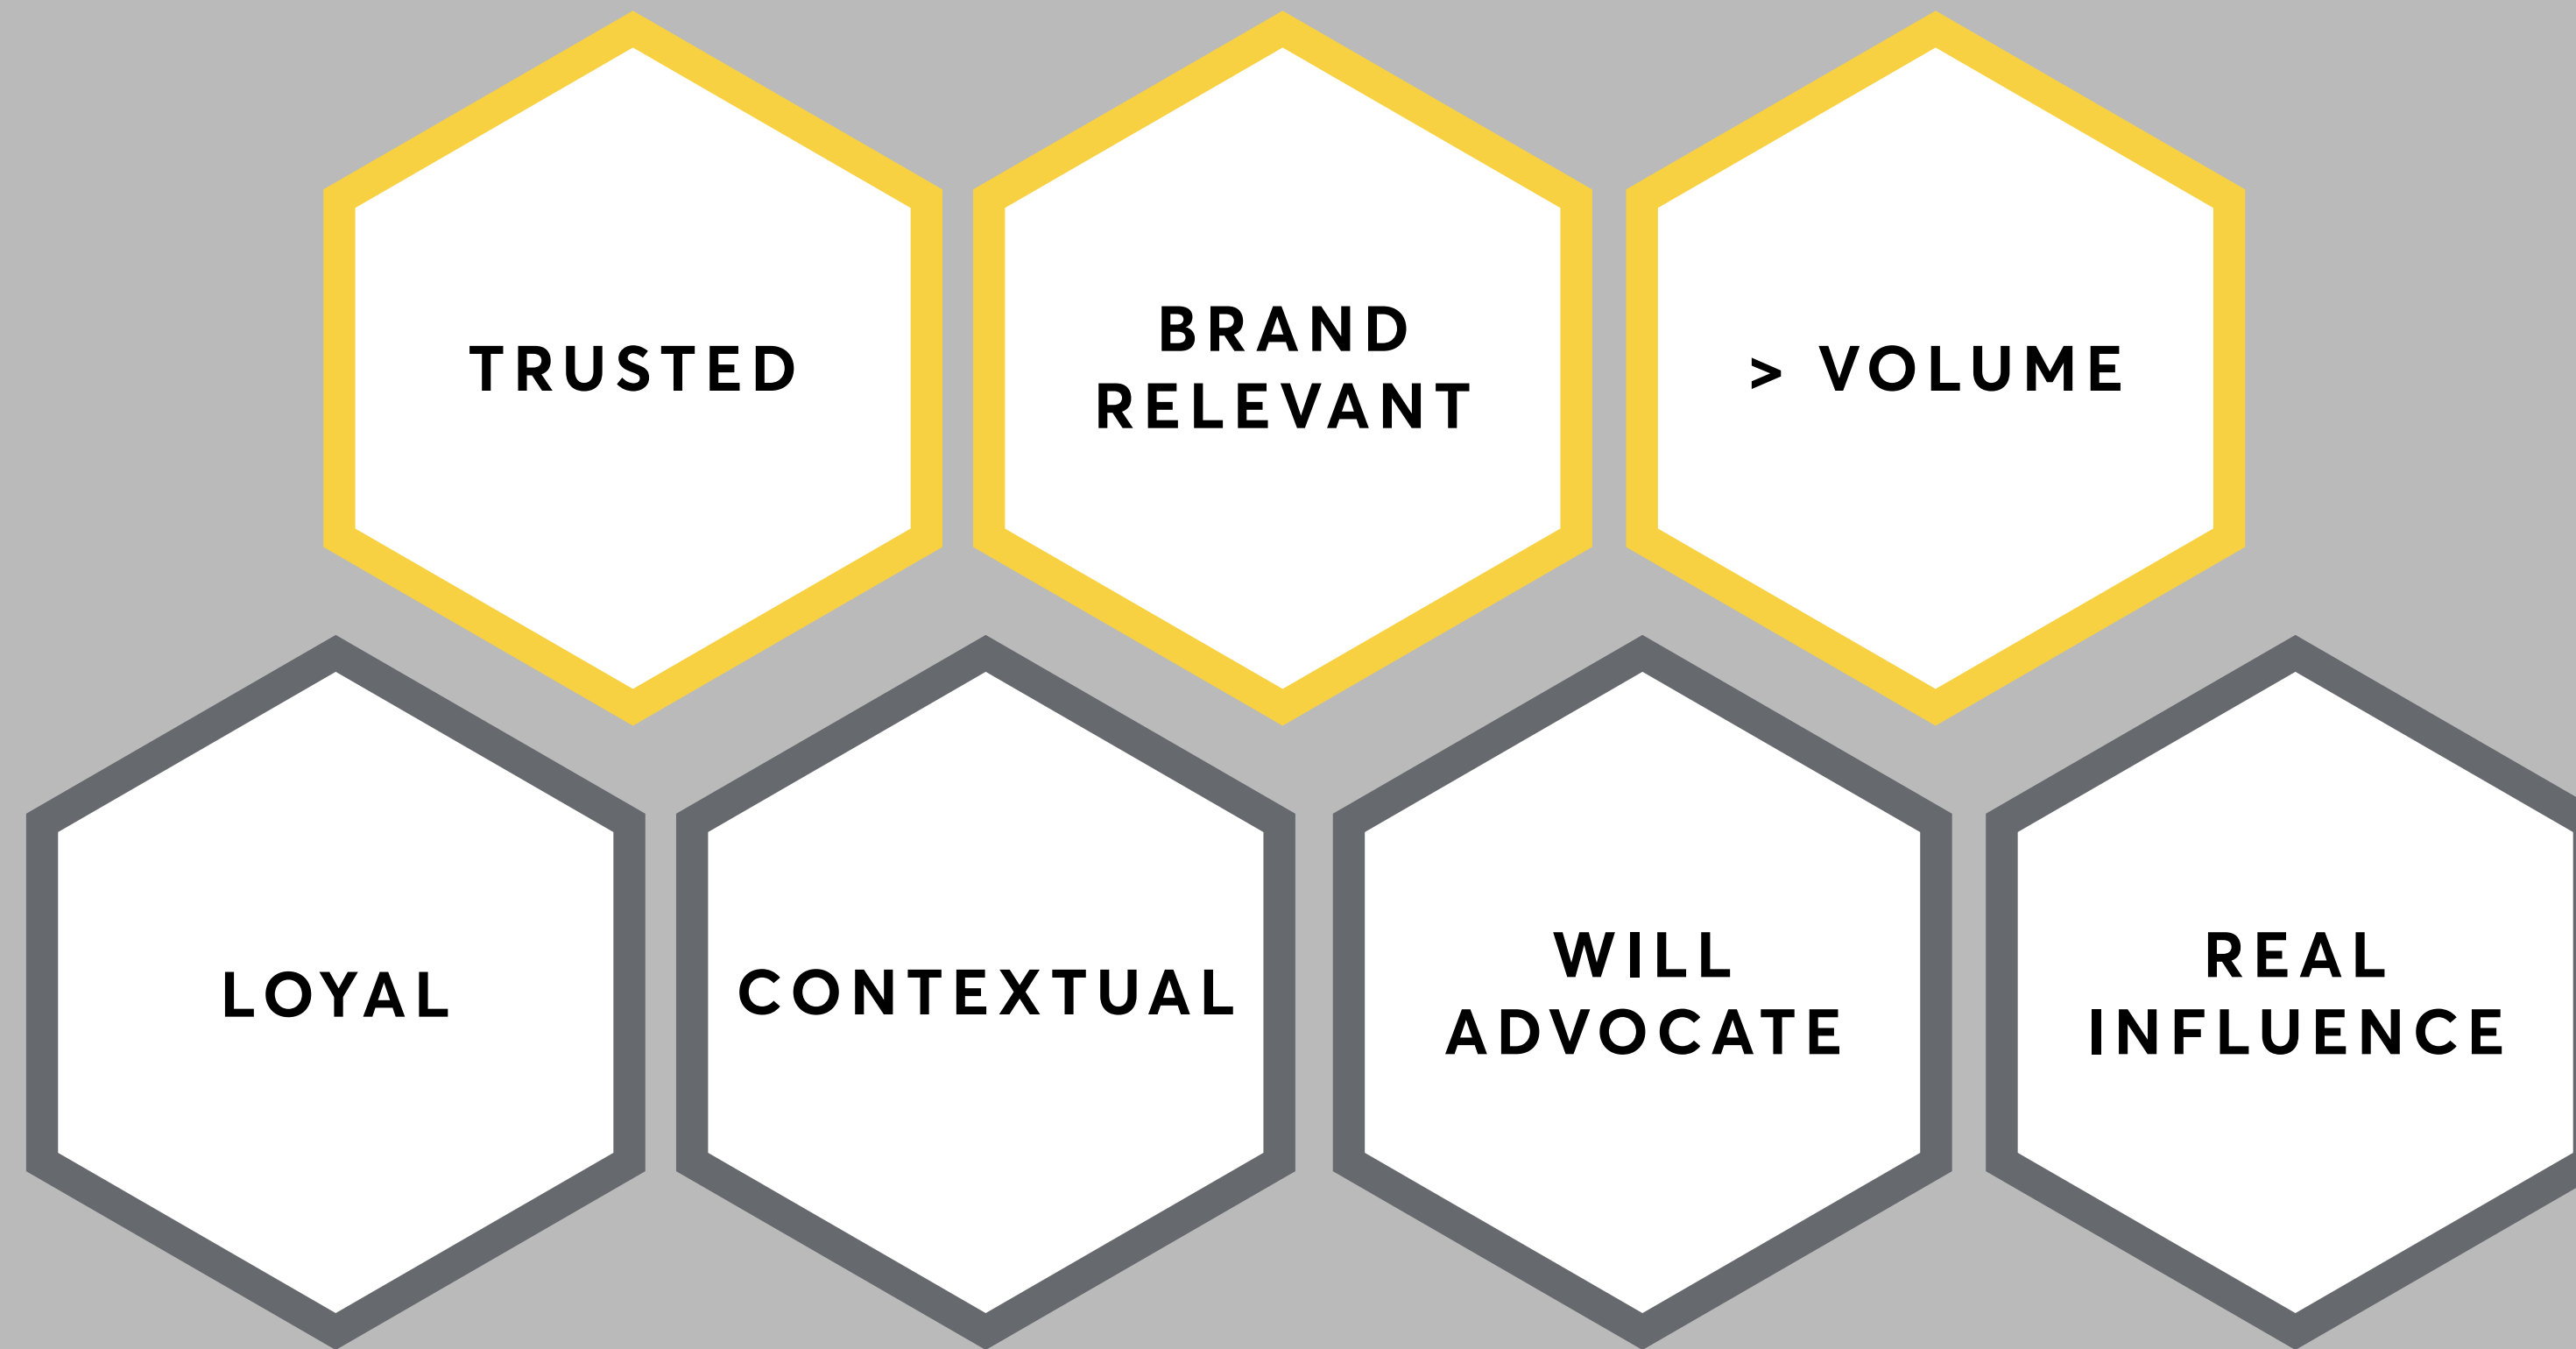 TRUSTED
BRAND
RELEVANT
> VOLUME
LOYAL
CONTEXTUAL
WILL
ADVOCATE
REAL
INFLUENCE